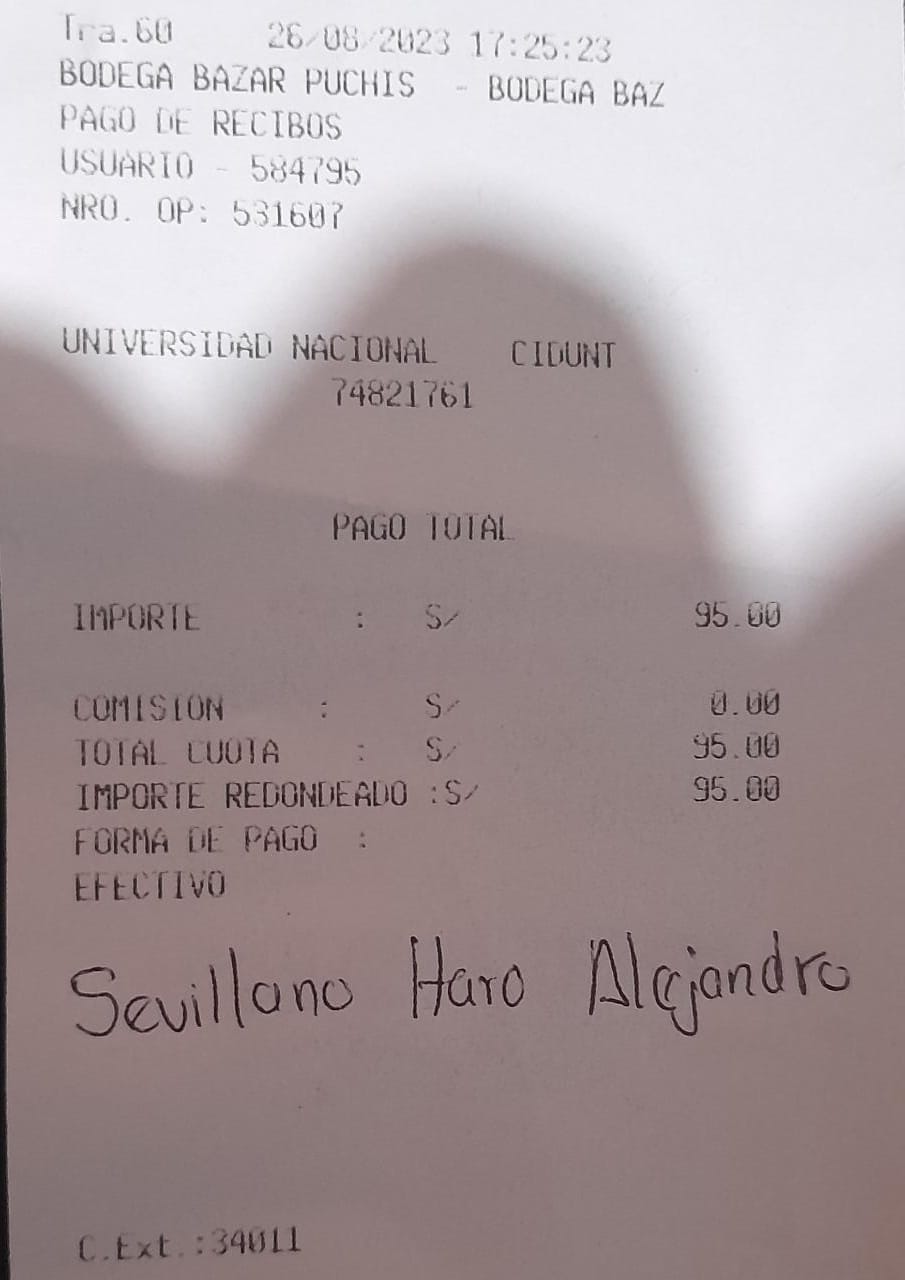 Tra.60 26/08/2023 17:25:23
BODEGA BAZAR PUCHIS - BODEGA BAZ
PAGO DE RECIBOS
USUARIO - 584795
NRO. OP: 531607
UNIVERSIDAD NACIONAL CIDUNT
74821761
PAGO TOTAL
IMPORTE : S/ 95.00
COMISION : S/ 0.00
TOTAL CUOTA : S/ 95.00
IMPORTE REDONDEADO :S/ 95.00
FORMA DE PAGO :
EFECTIVO
Sevillano Haro Alejandro
C.Ext.:34011